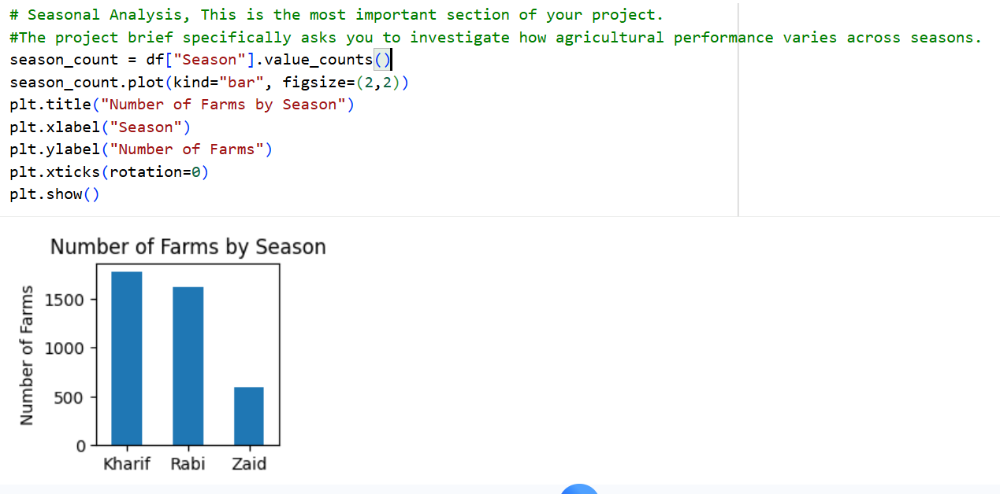 # Seasonal Analysis, This is the most important section of your project.
#The project brief specifically asks you to investigate how agricultural performance varies across seasons.
season_count = df["Season"].value_counts()
season_count.plot(kind="bar", figsize=(2,2))
plt.title("Number of Farms by Season")
plt.xlabel("Season")
plt.ylabel("Number of Farms")
plt.xticks(rotation=0)
plt.show()
Number of Farms by Season
Number of Farms
1500
1000
500
0
Kharif Rabi Zaid